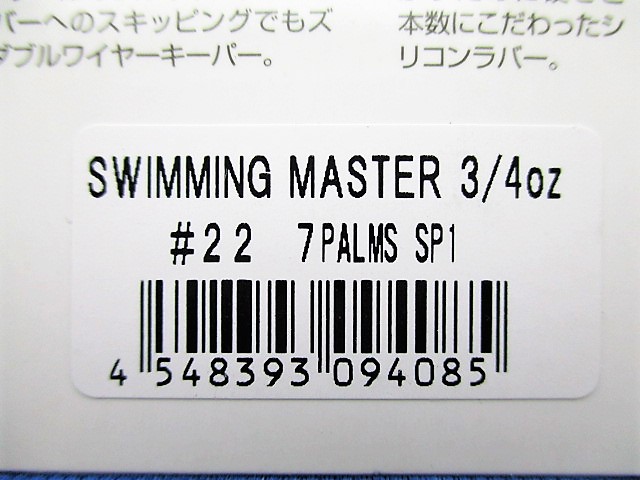 バーへのスキッピングでもズ
ダブルワイヤーキーパー。
本数にこだわったシ
リコンラバー。
SWIMMING MASTER 3/4oz
#22 7PALMS SP1
4 548393 094085